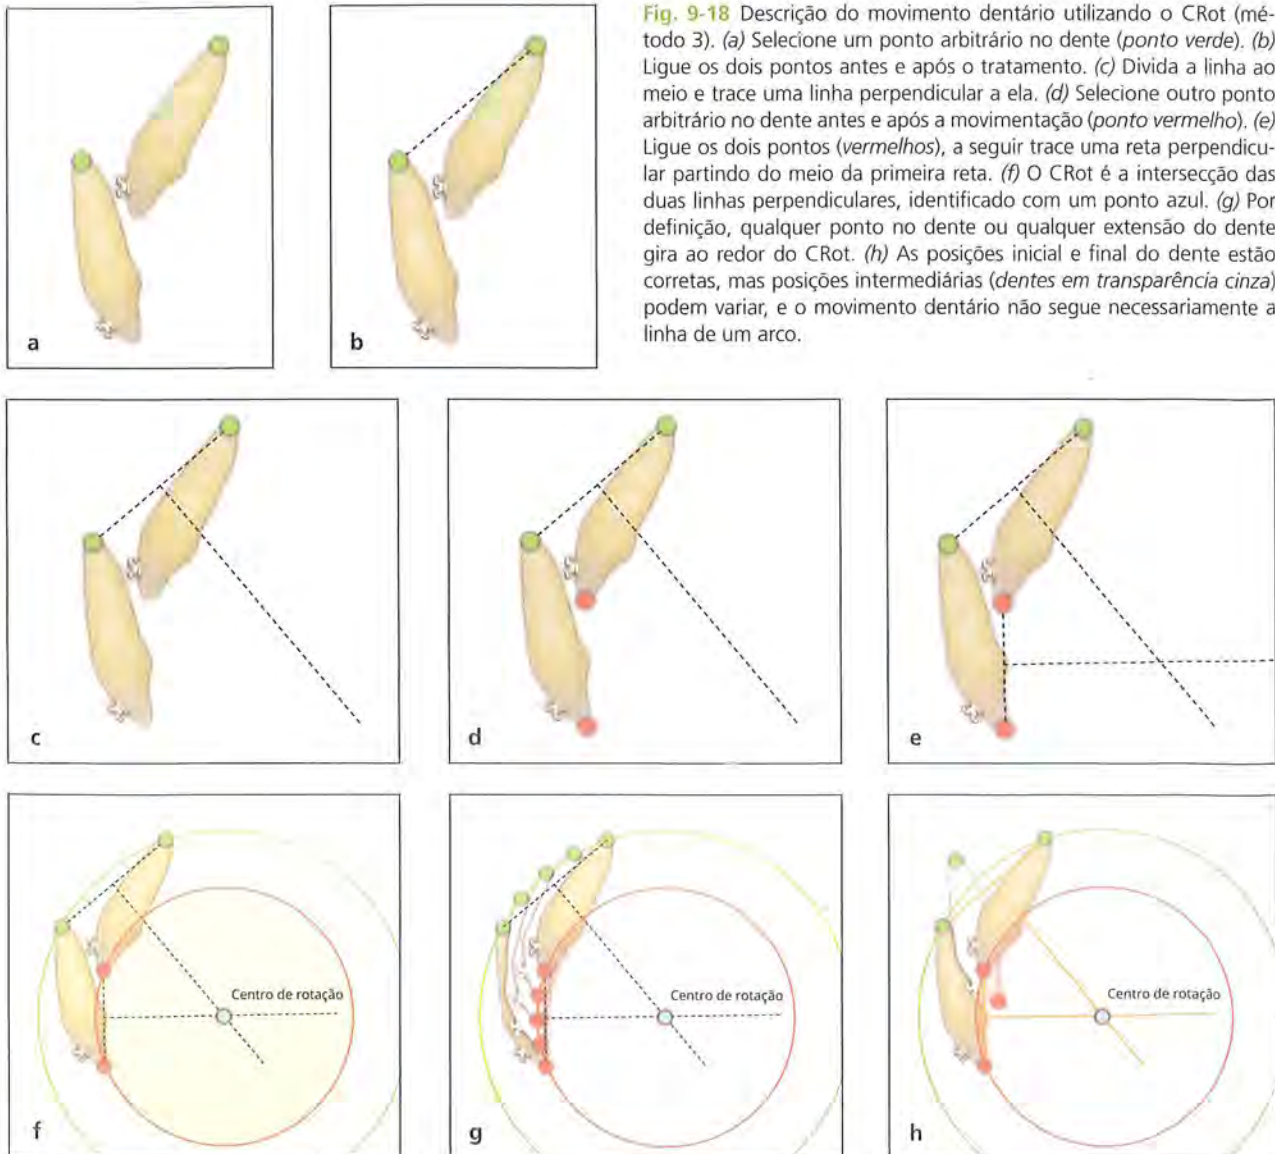 Fig. 9-18 Descrição do movimento dentário utilizando o CRot (mé-
todo 3). (a) Selecione um ponto arbitrário no dente (ponto verde). (b)
Ligue os dois pontos antes e após o tratamento. (c) Divida a linha ao
meio e trace uma linha perpendicular a ela. (d) Selecione outro ponto
arbitrário no dente antes e após a movimentação (ponto vermelho). (e)
Ligue os dois pontos (vermelhos), a seguir trace uma reta perpendicu-
lar partindo do meio da primeira reta. (f) O CRot é a intersecção das
duas linhas perpendiculares, identificado com um ponto azul. (g) Por
definição, qualquer ponto no dente ou qualquer extensão do dente
gira ao redor do CRot. (h) As posições inicial e final do dente estão
corretas, mas posições intermediárias (dentes em transparência cinza)
podem variar, e o movimento dentário não segue necessariamente a
linha de um arco.
a
b
c
d
e
Centro de rotação
f
Centro de rotação
g
Centro de rotação
h